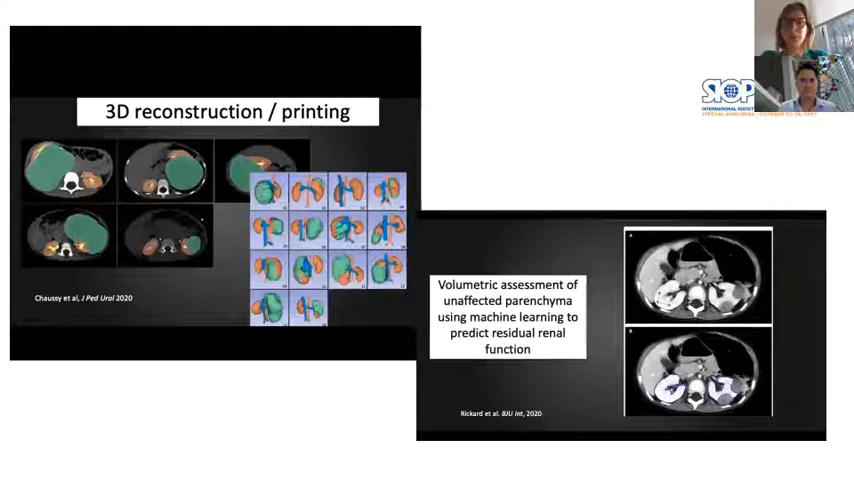 3D reconstruction / printing
Chaussy et al, J Ped Urol 2020
SIOP
INTERNATIONAL SOCIETY
Volumetric assessment of
unaffected parenchyma
using machine learning to
predict residual renal
function
A
Rickard et al. BJU Int, 2020